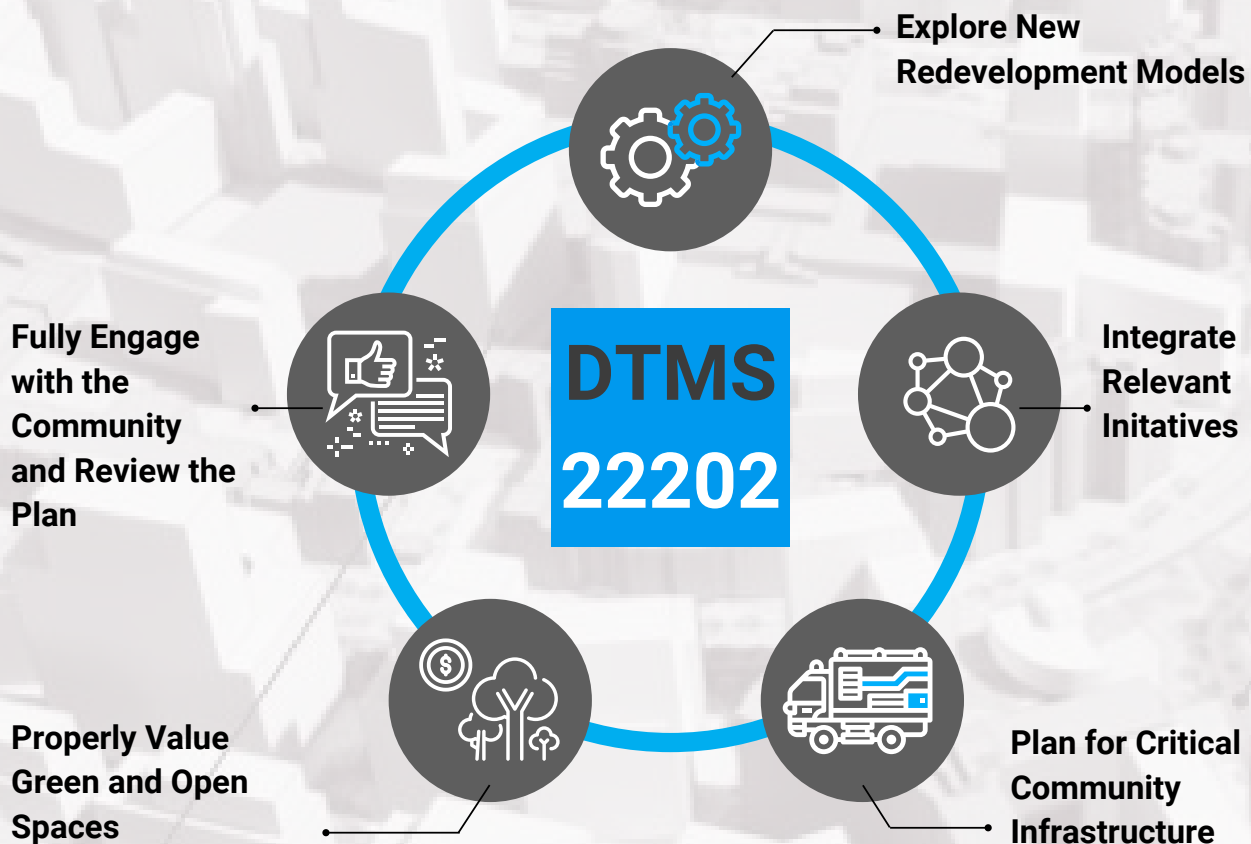 Explore New
Redevelopment Models
Integrate
Relevant
Initatives
Plan for Critical
Community
Infrastructure
Properly Value
Green and Open
Spaces
Fully Engage
with the
Community
and Review the
Plan
DTMS
22202
$